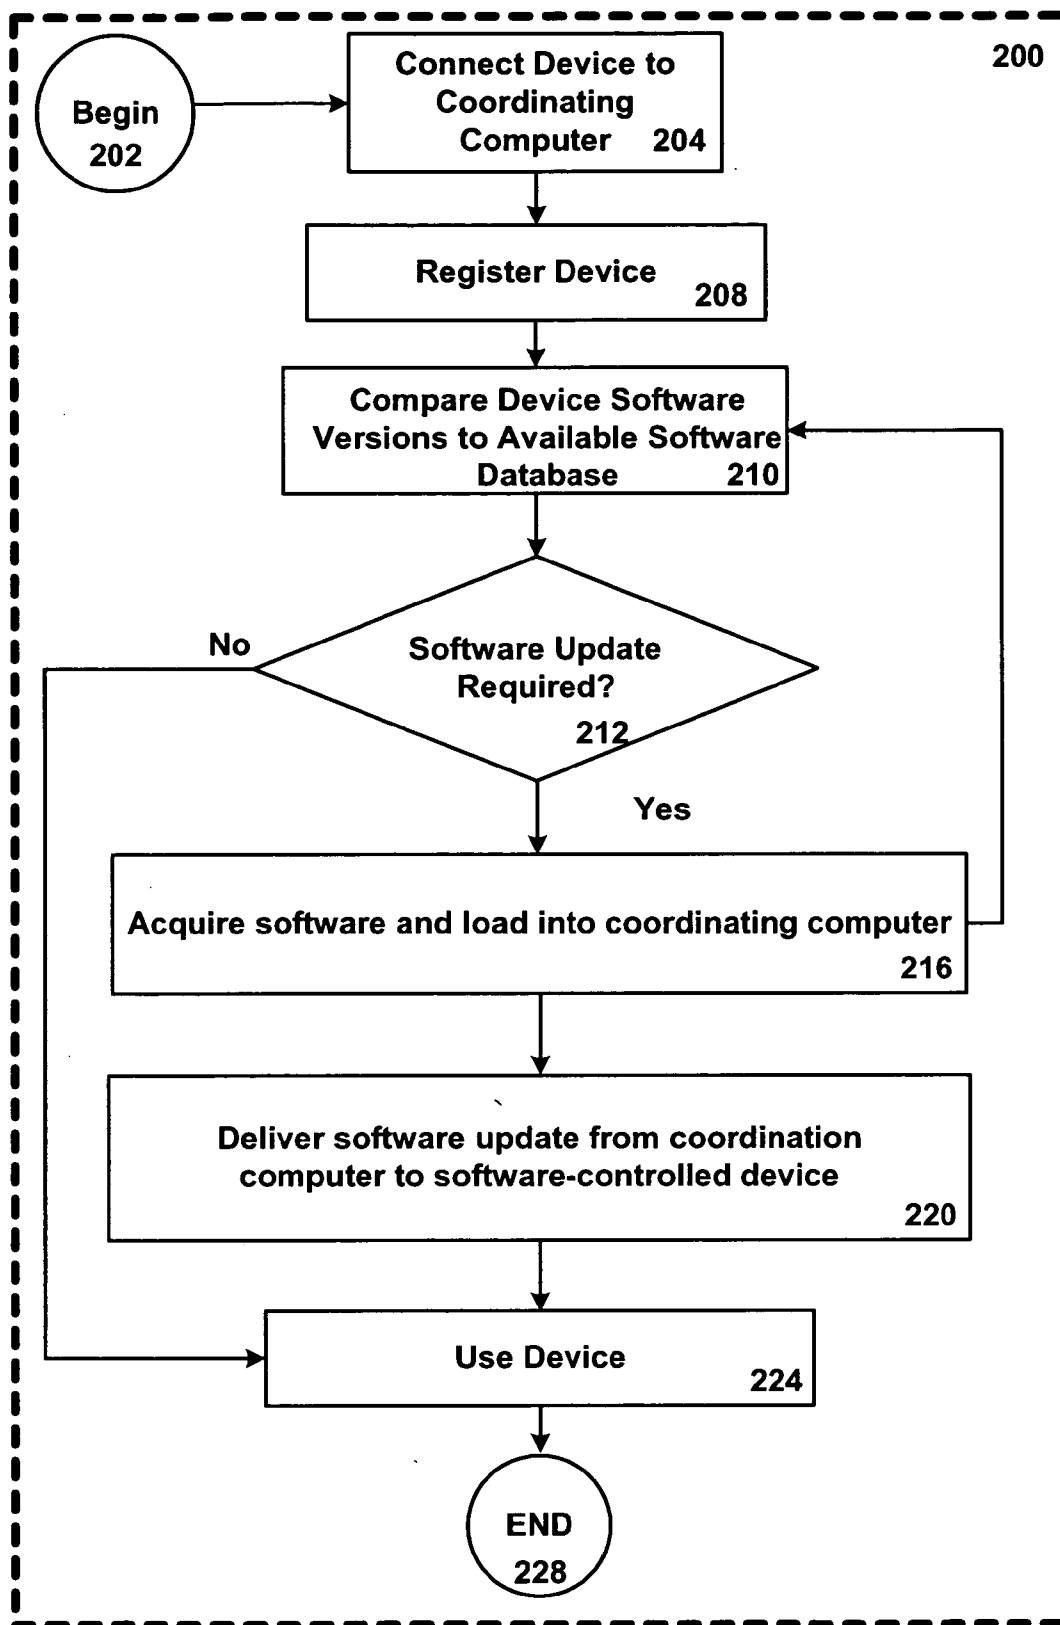 200
Begin
202
Connect Device to
Coordinating
Computer 204
Register Device
208
Compare Device Software
Versions to Available Software
Database 210
No
Software Update
Required?
212
Yes
Acquire software and load into coordinating computer
216
Deliver software update from coordination
computer to software-controlled device
220
Use Device
224
END
228